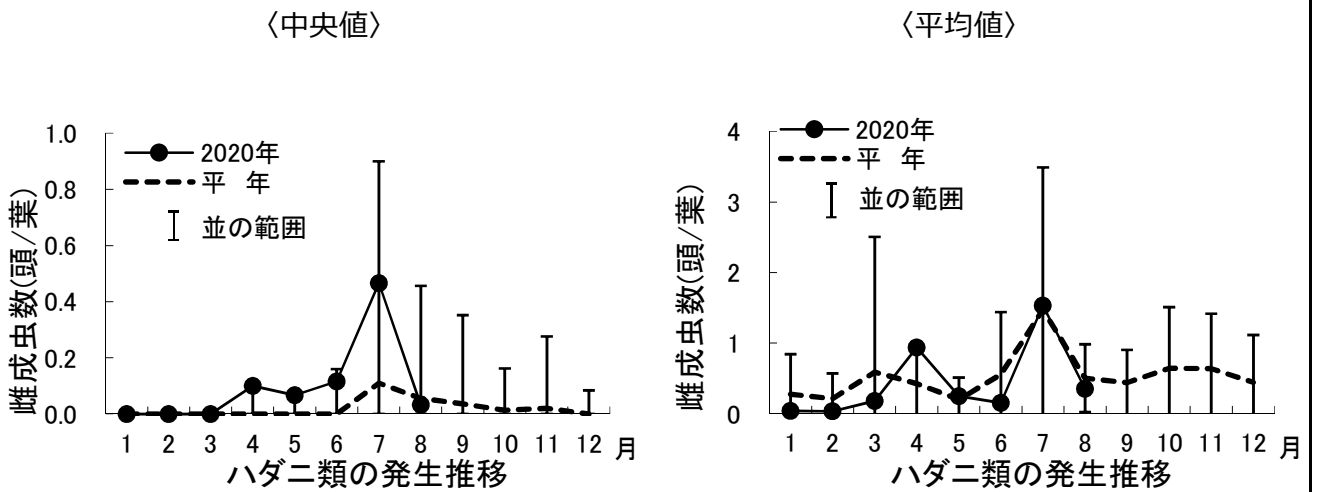 〈中央値〉
1.0
0.8
0.6
0.4
0.2
0.0
雌成虫数(頭/葉)
2020年
平　年
並の範囲
1 2 3 4 5 6 7 8 9 10 11 12 月
ハダニ類の発生推移
〈平均値〉
4
3
2
1
0
雌成虫数(頭/葉)
2020年
平　年
並の範囲
1 2 3 4 5 6 7 8 9 10 11 12 月
ハダニ類の発生推移